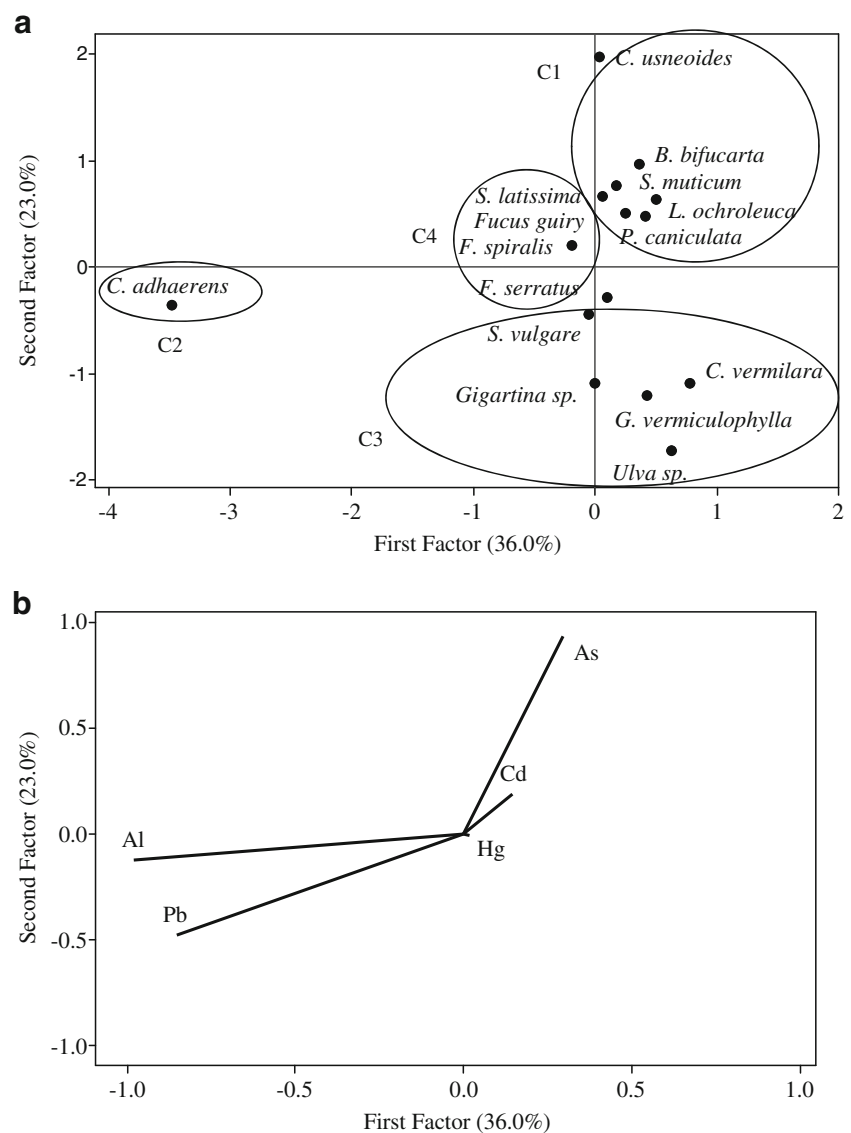 a
2
C. usneoides
C1
B. bifucarta
1
S. muticum
S. latissima
L. ochroleuca
Fucus guiry
P. caniculata
C4
F. spiralis
0
C. adhaerens
F. serratus
C2
S. vulgare
-1
C. vermilara
Gigartina sp.
G. vermiculophylla
C3
Ulva sp.
-2
Second Factor (23.0%)
-4 -3 -2 -1 0 1 2
First Factor (36.0%)
b
1.0
As
0.5
Cd
0.0
Hg
Al
Pb
-0.5
-1.0
Second Factor (23.0%)
-1.0 -0.5 0.0 0.5 1.0
First Factor (36.0%)